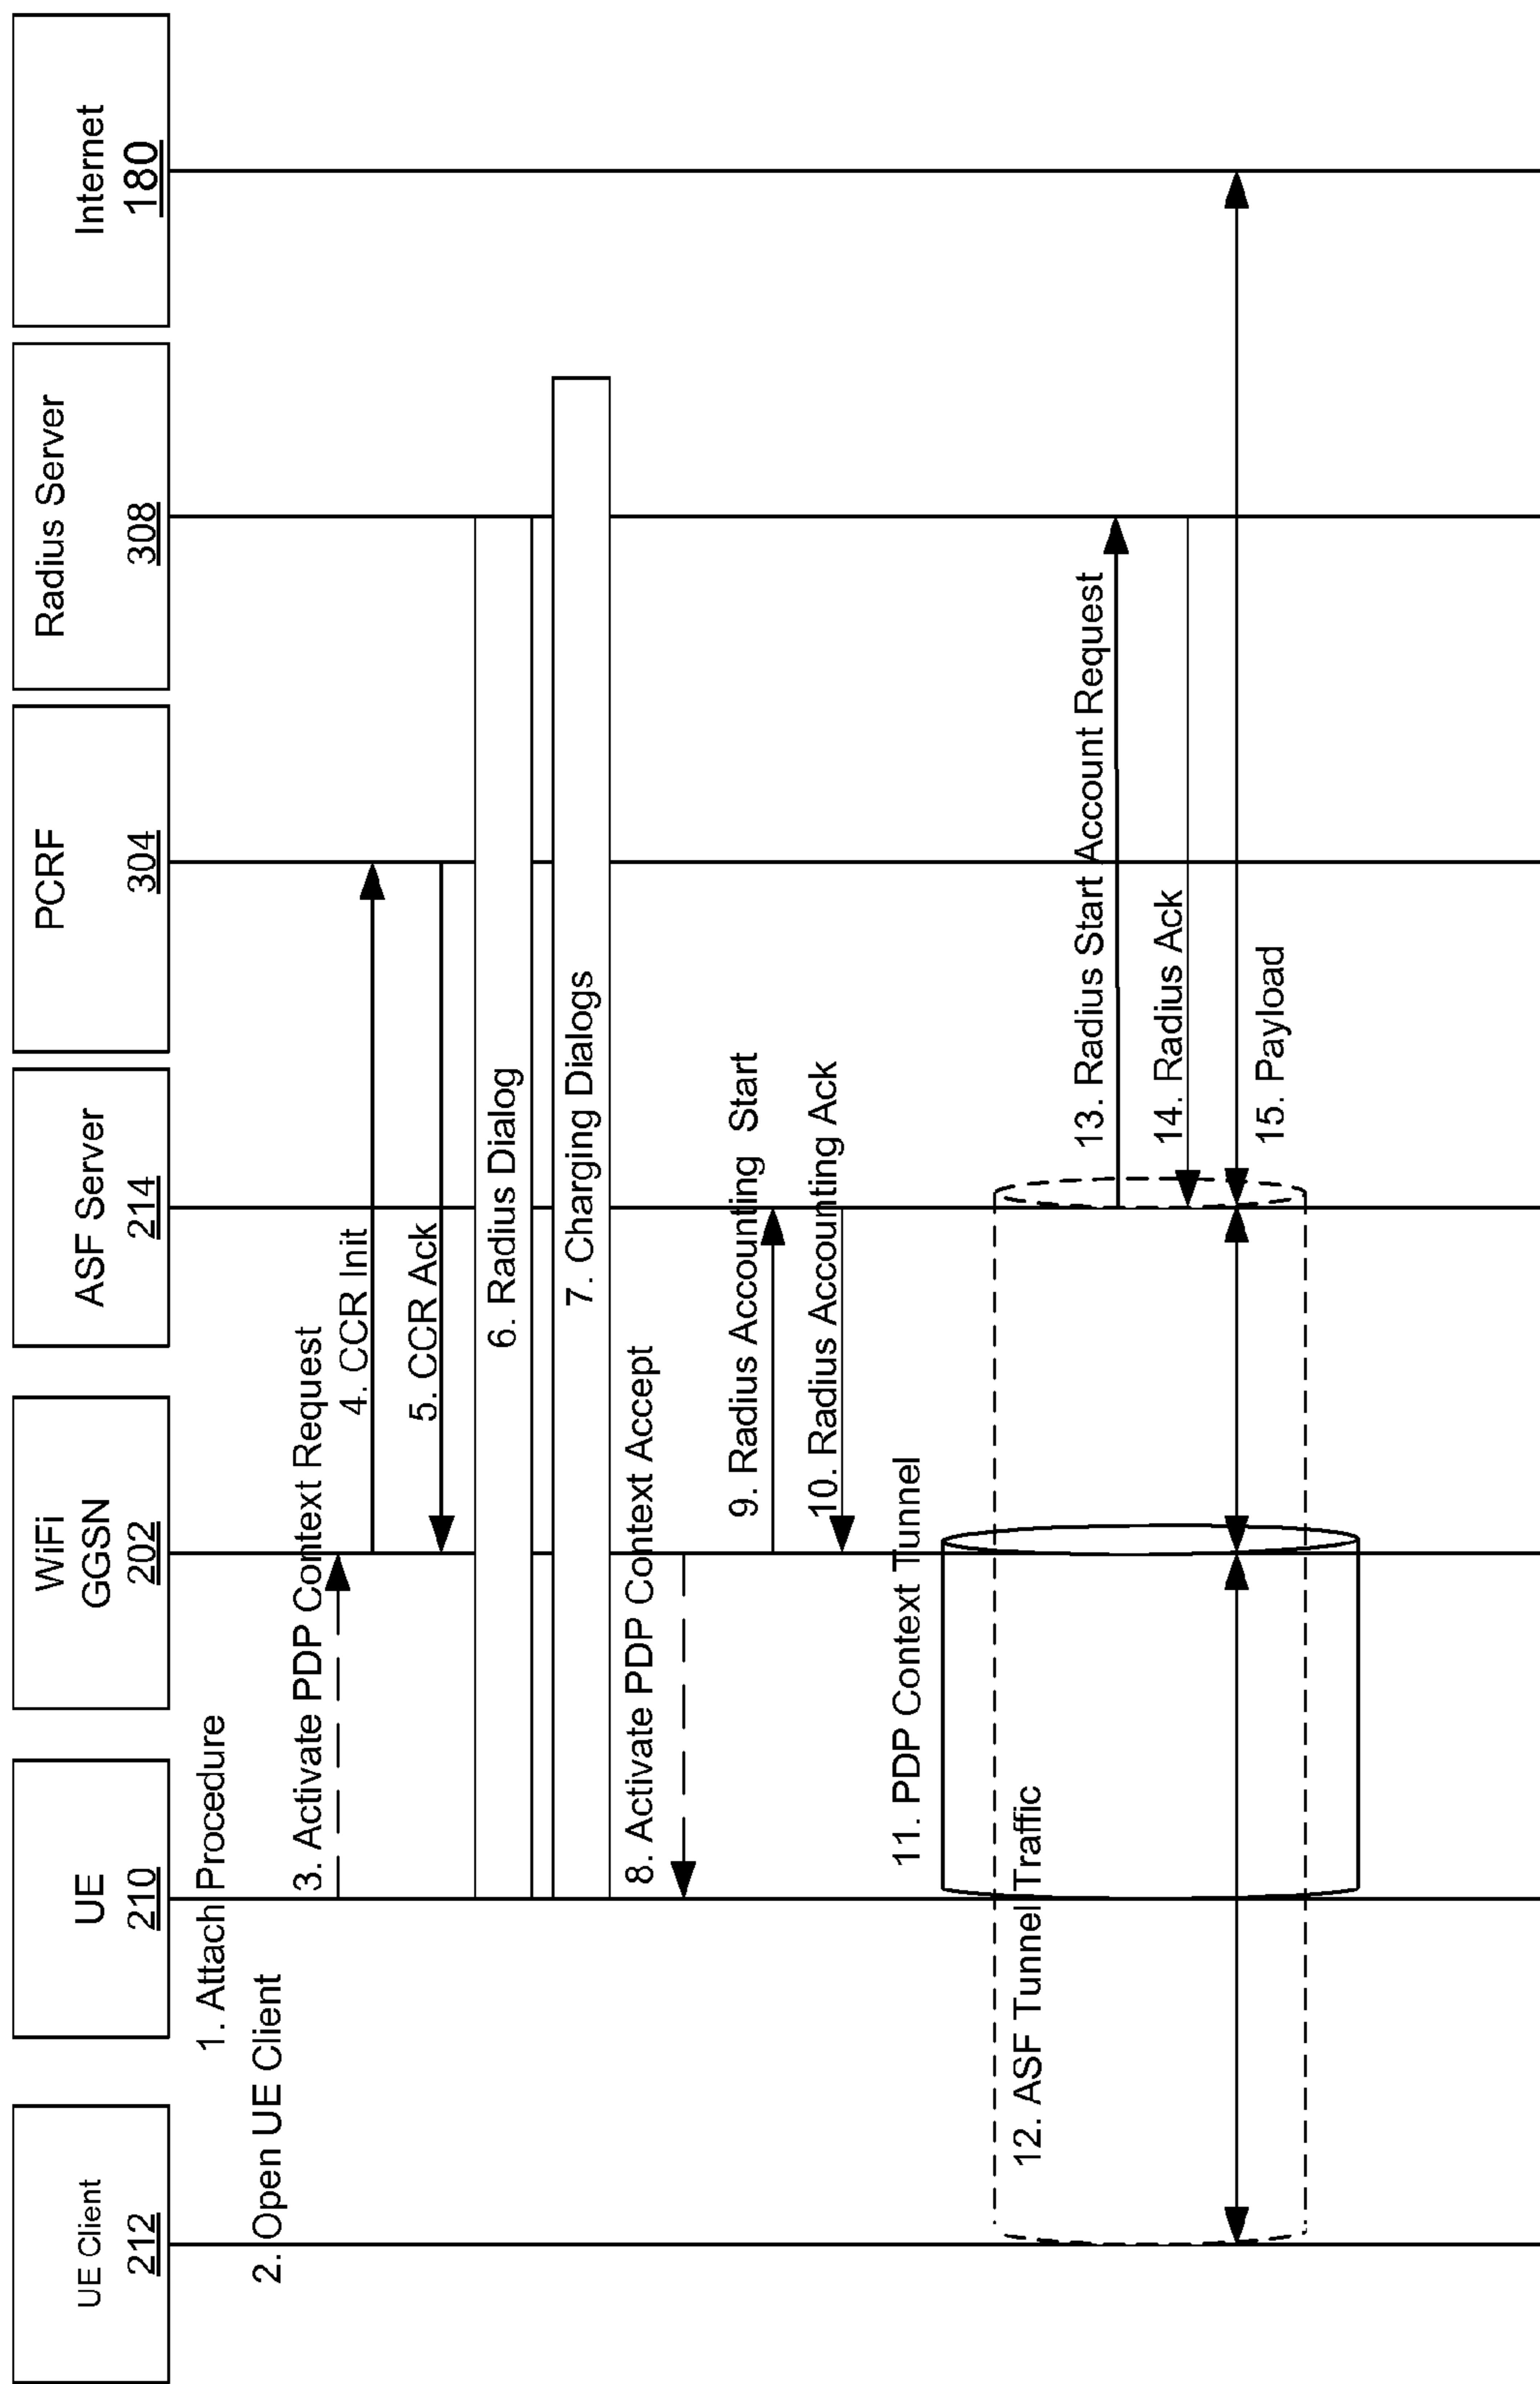 UE Client
212
UE
210
WiFi
GGSN
202
ASF Server
214
PCRF
304
Radius Server
308
Internet
180
1. Attach Procedure
2. Open UE Client
3. Activate PDP Context Request
4. CCR Init
5. CCR Ack
6. Radius Dialog
7. Charging Dialogs
8. Activate PDP Context Accept
9. Radius Accounting Start
10. Radius Accounting Ack
11. PDP Context Tunnel
12. ASF Tunnel Traffic
13. Radius Start Account Request
14. Radius Ack
15. Payload